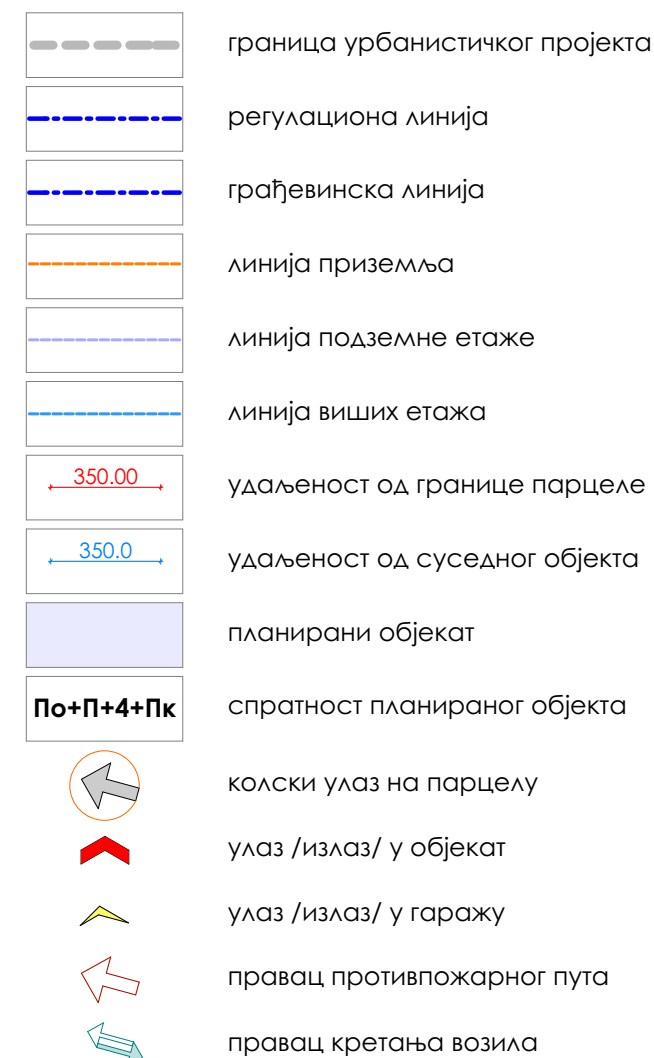 граница урбанистичког пројекта
регулациона линија
грађевинска линија
линија приземља
линија подземне етаже
линија виших етажа
350.00 удаљеност од границе парцеле
350.0 удаљеност од суседног објекта
планирани објекат
По+П+4+Пк спратност планираног објекта
колски улаз на парцелу
улаз /излаз/ у објекат
улаз /излаз/ у гаражу
правац противпожарног пута
правац кретања возила